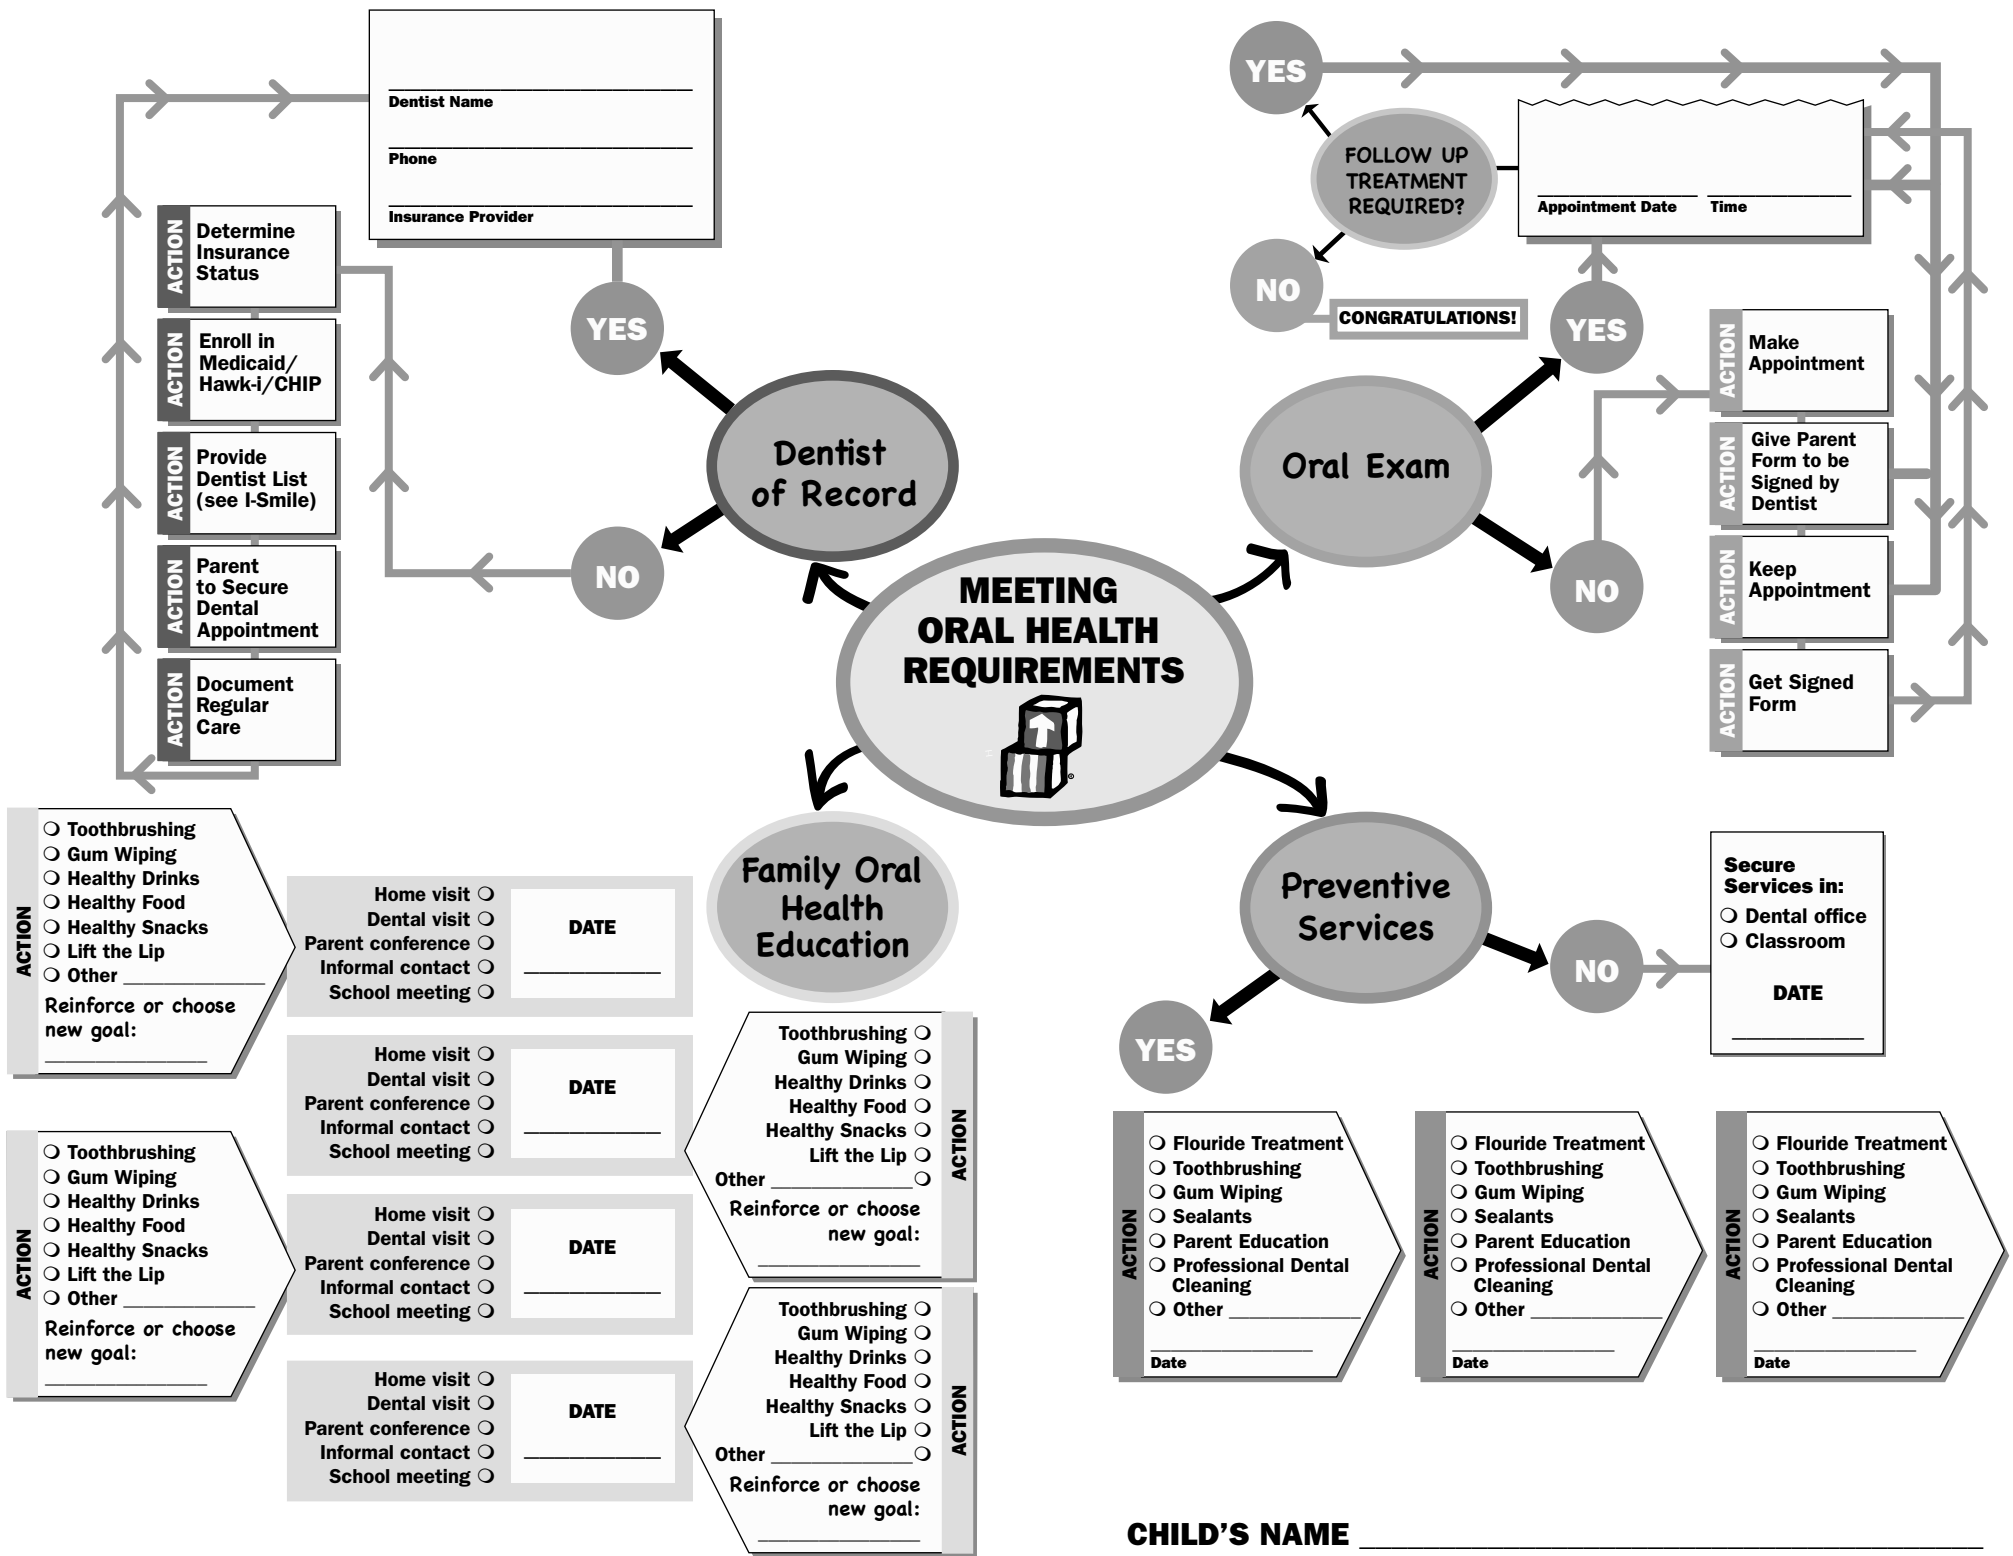 MEETING
ORAL HEALTH
REQUIREMENTS
Dentist
of Record
YES
Dentist Name
Phone
Insurance Provider
NO
ACTION
Determine
Insurance
Status
ACTION
Enroll in
Medicaid/
Hawk-i/CHIP
ACTION
Provide
Dentist List
(see I-Smile)
ACTION
Parent
to Secure
Dental
Appointment
ACTION
Document
Regular
Care
Oral Exam
YES
Appointment Date Time
FOLLOW UP
TREATMENT
REQUIRED?
YES
NO
CONGRATULATIONS!
NO
ACTION
Make
Appointment
ACTION
Give Parent
Form to be
Signed by
Dentist
ACTION
Keep
Appointment
ACTION
Get Signed
Form
Family Oral
Health
Education
ACTION
Toothbrushing
Gum Wiping
Healthy Drinks
Healthy Food
Healthy Snacks
Lift the Lip
Other
Reinforce or choose
new goal:
Home visit
Dental visit
Parent conference
Informal contact
School meeting
DATE
Home visit
Dental visit
Parent conference
Informal contact
School meeting
DATE
Toothbrushing
Gum Wiping
Healthy Drinks
Healthy Food
Healthy Snacks
Lift the Lip
Other
Reinforce or choose
new goal:
ACTION
ACTION
Toothbrushing
Gum Wiping
Healthy Drinks
Healthy Food
Healthy Snacks
Lift the Lip
Other
Reinforce or choose
new goal:
Home visit
Dental visit
Parent conference
Informal contact
School meeting
DATE
Home visit
Dental visit
Parent conference
Informal contact
School meeting
DATE
Toothbrushing
Gum Wiping
Healthy Drinks
Healthy Food
Healthy Snacks
Lift the Lip
Other
Reinforce or choose
new goal:
ACTION
Preventive
Services
NO
Secure
Services in:
Dental office
Classroom
DATE
YES
ACTION
Flouride Treatment
Toothbrushing
Gum Wiping
Sealants
Parent Education
Professional Dental
Cleaning
Other
Date
ACTION
Flouride Treatment
Toothbrushing
Gum Wiping
Sealants
Parent Education
Professional Dental
Cleaning
Other
Date
ACTION
Flouride Treatment
Toothbrushing
Gum Wiping
Sealants
Parent Education
Professional Dental
Cleaning
Other
Date
CHILD’S NAME